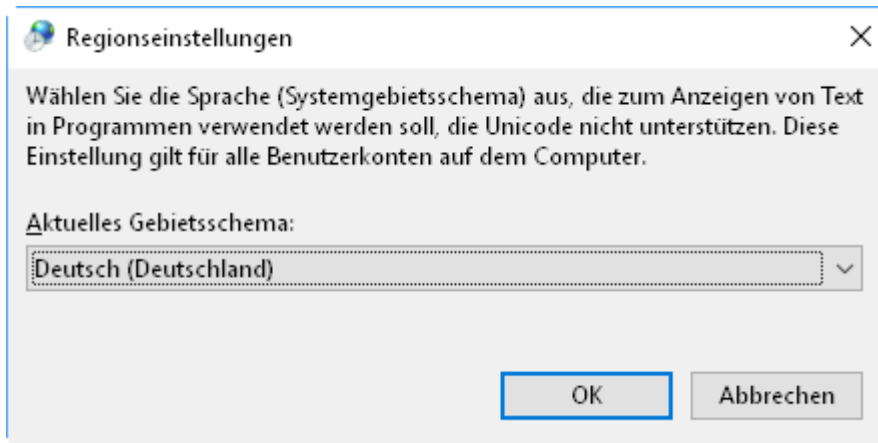 Regionseinstellungen
Wählen Sie die Sprache (Systemgebietsschema) aus, die zum Anzeigen von Text
in Programmen verwendet werden soll, die Unicode nicht unterstützen. Diese
Einstellung gilt für alle Benutzerkonten auf dem Computer.
Aktuelles Gebietsschema:
Deutsch (Deutschland)
OK Abbrechen